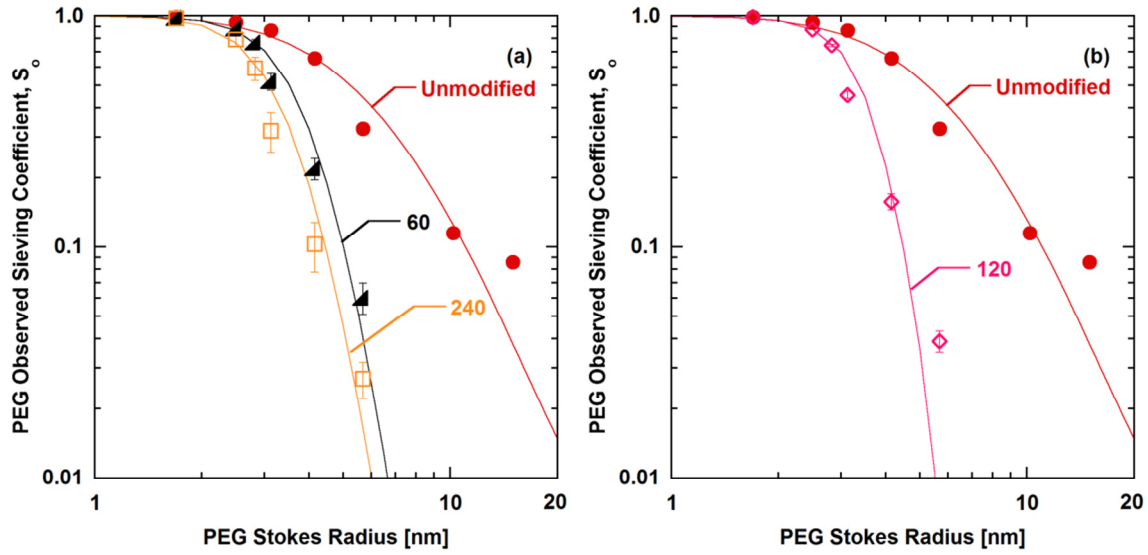 PEG Observed Sieving Coefficient, Sₒ
1.0
0.1
0.01
(a)
Unmodified
60
240
1
10
20
PEG Stokes Radius [nm]
PEG Observed Sieving Coefficient, Sₒ
1.0
0.1
0.01
(b)
Unmodified
120
1
10
20
PEG Stokes Radius [nm]